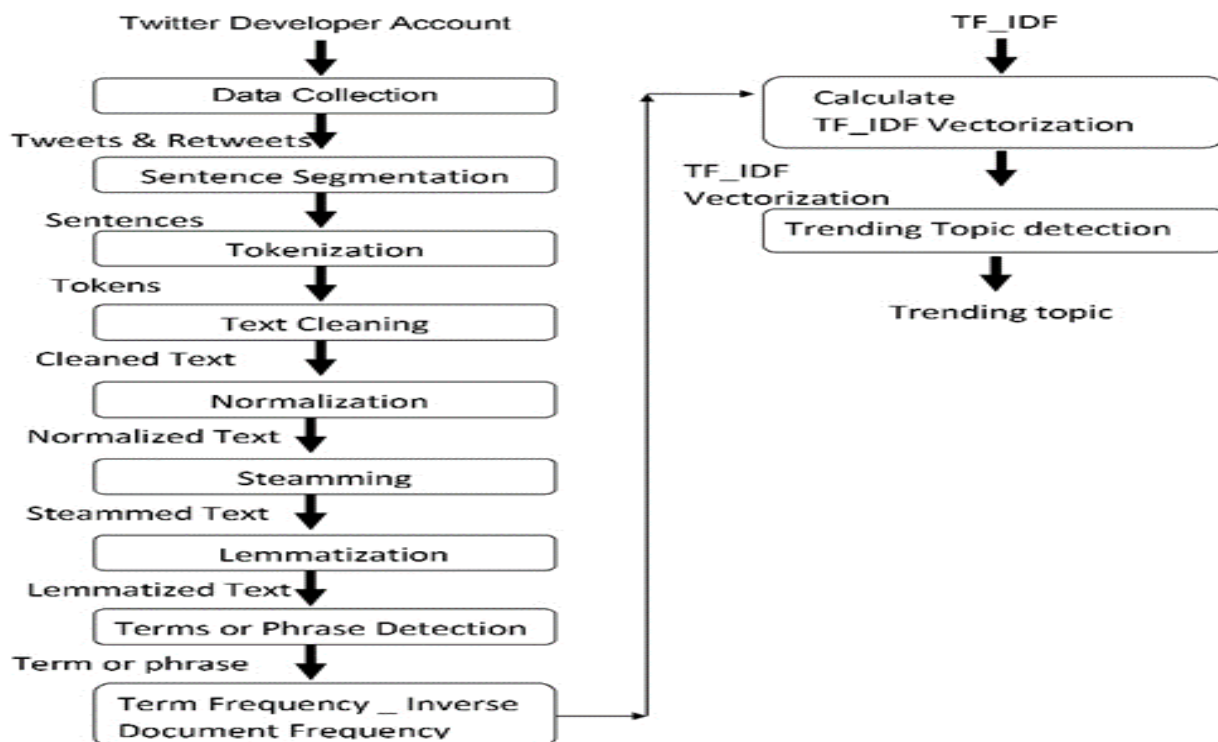 Twitter Developer Account
Data Collection
Tweets & Retweets
Sentence Segmentation
Sentences
Tokenization
Tokens
Text Cleaning
Cleaned Text
Normalization
Normalized Text
Steamming
Steammed Text
Lemmatization
Lemmatized Text
Terms or Phrase Detection
Term or phrase
Term Frequency _ Inverse
Document Frequency
TF_IDF
Calculate
TF_IDF Vectorization
TF_IDF
Vectorization
Trending Topic detection
Trending topic